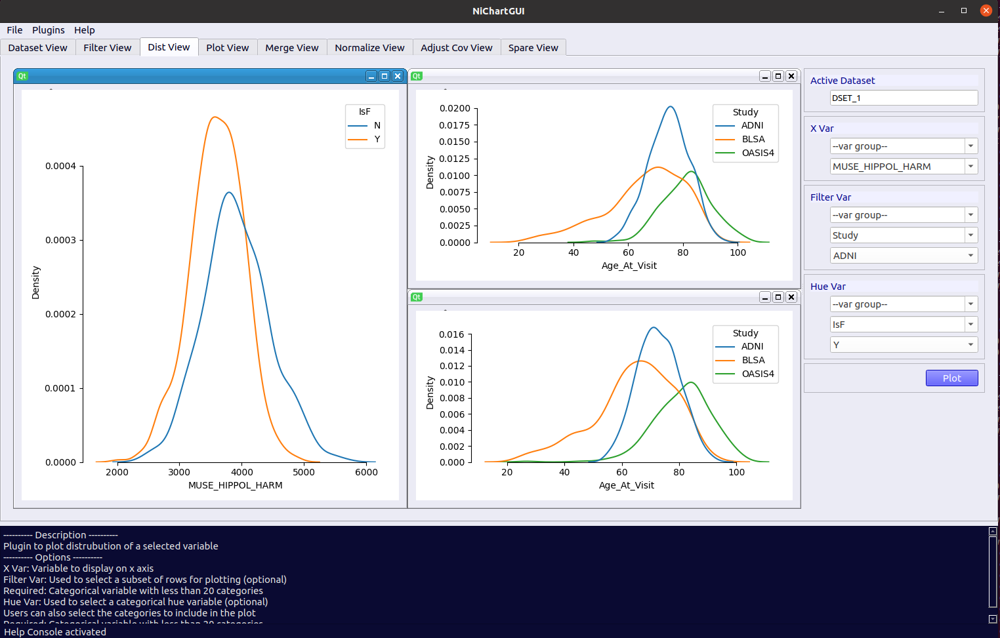 NiChartGUI
File Plugins Help
Dataset View Filter View Dist View Plot View Merge View Normalize View Adjust Cov View Spare View
Qt
IsF
N
Y
0.0004
0.0003
0.0002
0.0001
0.0000
Density
2000 3000 4000 5000 6000
MUSE_HIPPOL_HARM
Qt
Study
ADNI
BLSA
OASIS4
0.0200
0.0175
0.0150
0.0125
0.0100
0.0075
0.0050
0.0025
0.0000
Density
20 40 60 80 100
Age_At_Visit
Qt
Study
ADNI
BLSA
OASIS4
0.016
0.014
0.012
0.010
0.008
0.006
0.004
0.002
0.000
Density
20 40 60 80 100
Age_At_Visit
Active Dataset
DSET_1
X Var
--var group--
MUSE_HIPPOL_HARM
Filter Var
--var group--
Study
ADNI
Hue Var
--var group--
IsF
Y
Plot
---------- Description ----------
Plugin to plot distrubution of a selected variable
---------- Options ----------
X Var: Variable to display on x axis
Filter Var: Used to select a subset of rows for plotting (optional)
Required: Categorical variable with less than 20 categories
Hue Var: Used to select a categorical hue variable (optional)
Users can also select the categories to include in the plot
Required: Categorical variable with less than 20 categories
Help Console activated